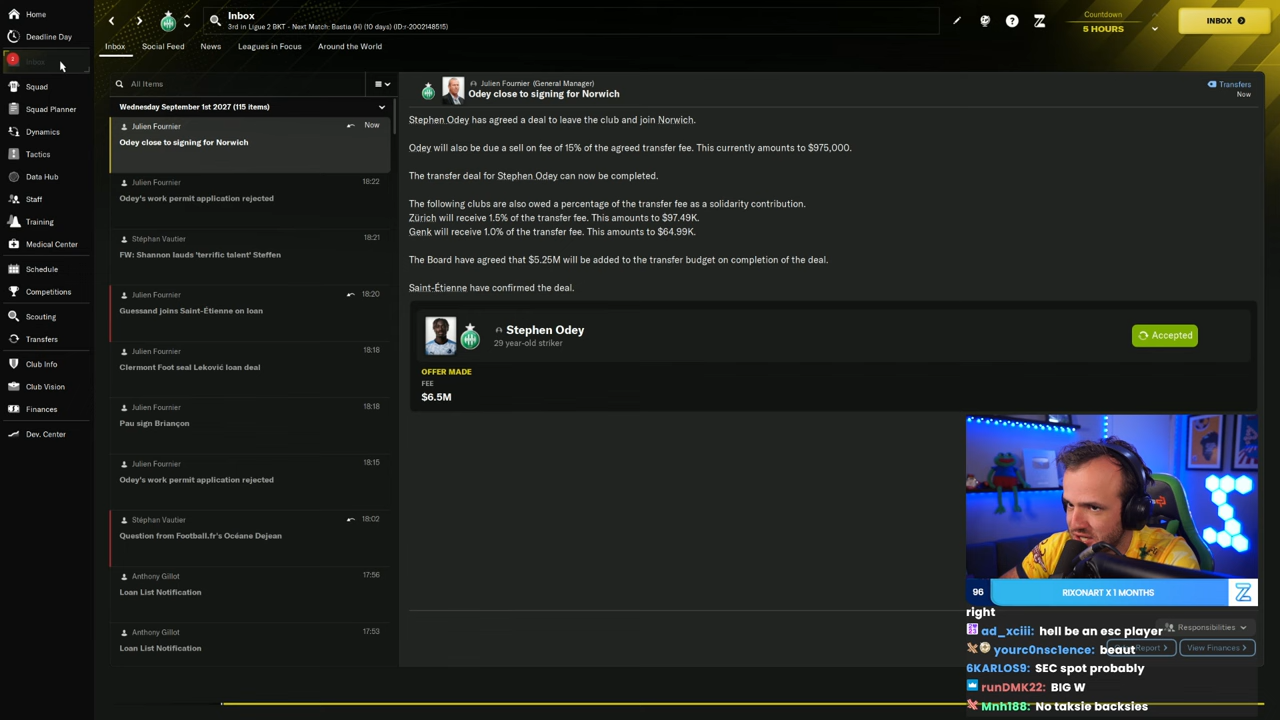 Home
Deadline Day
2
Inbox
Squad
Squad Planner
Dynamics
Tactics
Data Hub
Staff
Training
Medical Center
Schedule
Competitions
Scouting
Transfers
Club Info
Club Vision
Finances
Dev. Center
Inbox
3rd in Ligue 2 BKT - Next Match: Bastia (H) (10 days) (ID:r-2002148515)
Countdown
5 HOURS
INBOX
Inbox
Social Feed
News
Leagues in Focus
Around the World
All Items
Wednesday September 1st 2027 (115 items)
Julien Fournier
Now
Odey close to signing for Norwich
Julien Fournier
18:22
Odey's work permit application rejected
Stéphan Vautier
18:21
FW: Shannon lauds 'terrific talent' Steffen
Julien Fournier
18:20
Guessand joins Saint-Étienne on loan
Julien Fournier
18:18
Clermont Foot seal Leković loan deal
Julien Fournier
18:18
Pau sign Briançon
Julien Fournier
18:15
Odey's work permit application rejected
Stéphan Vautier
18:02
Question from Football.fr's Océane Dejean
Anthony Gillot
17:56
Loan List Notification
Anthony Gillot
17:53
Loan List Notification
Julien Fournier (General Manager)
Odey close to signing for Norwich
Transfers
Now
Stephen Odey has agreed a deal to leave the club and join Norwich.
Odey will also be due a sell on fee of 15% of the agreed transfer fee. This currently amounts to $975,000.
The transfer deal for Stephen Odey can now be completed.
The following clubs are also owed a percentage of the transfer fee as a solidarity contribution.
Zürich will receive 1.5% of the transfer fee. This amounts to $97.49K.
Genk will receive 1.0% of the transfer fee. This amounts to $64.99K.
The Board have agreed that $5.25M will be added to the transfer budget on completion of the deal.
Saint-Étienne have confirmed the deal.
Stephen Odey
29 year-old striker
Accepted
OFFER MADE
FEE
$6.5M
96
RIXONART X 1 MONTHS
right
Responsibilities
ad_xciii: hell be an esc player
yourc0nsc1ence: beaut
Report
View Finances
6KARLOS9: SEC spot probably
runDMK22: BIG W
Mnh188: No taksie backsies